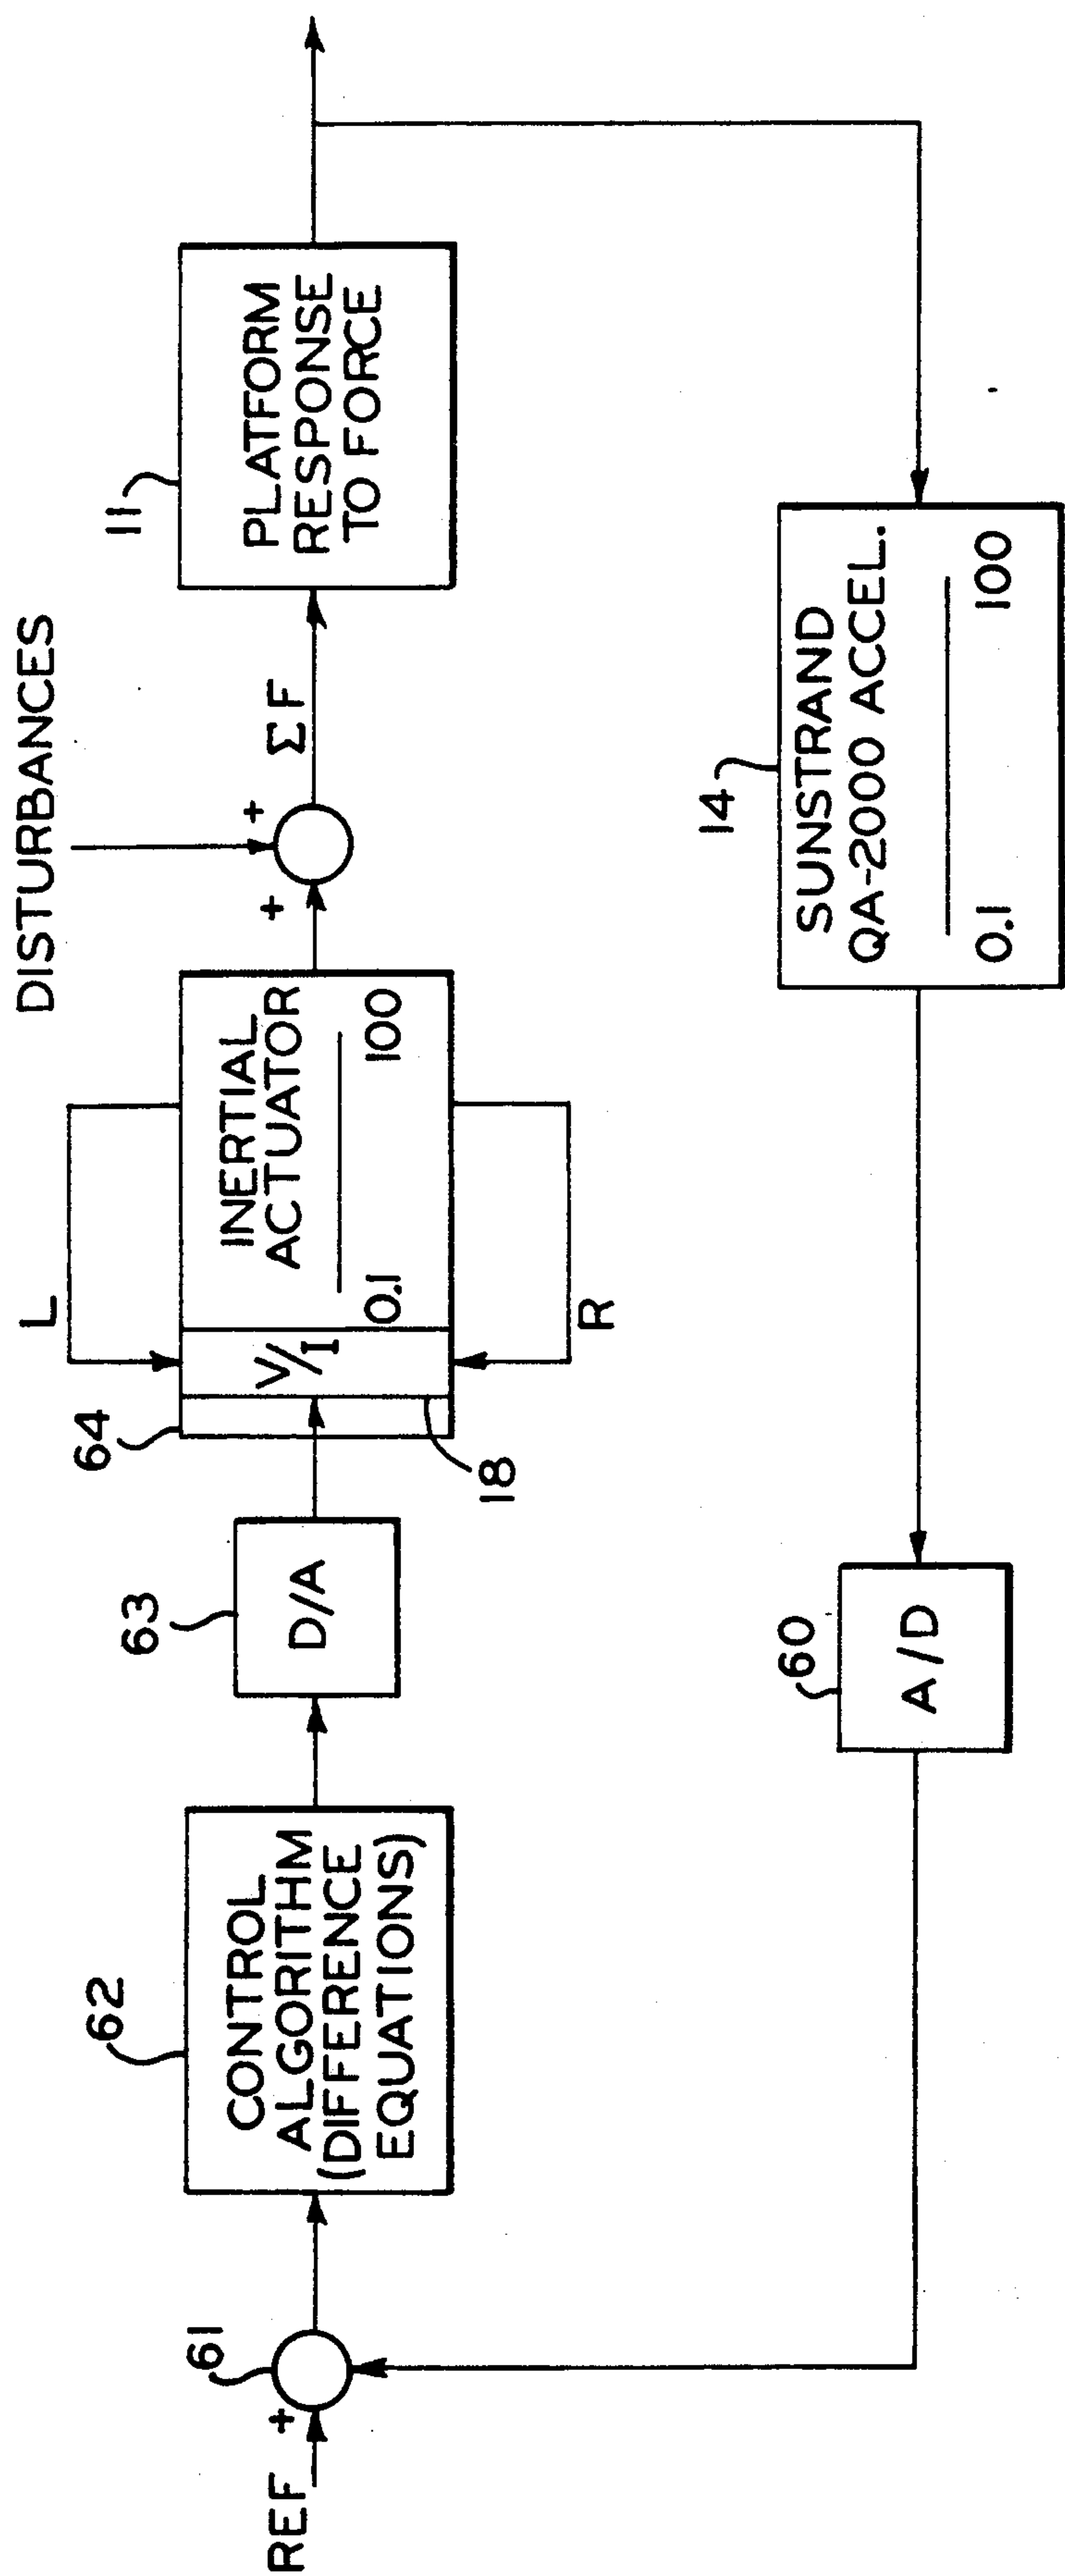 DISTURBANCES
L
11
64
63
62
61
REF
+
CONTROL
ALGORITHM
(DIFFERENCE
EQUATIONS)
D/A
V/I
18
INERTIAL
ACTUATOR
0.1 100
R
+
+
ΣF
PLATFORM
RESPONSE
TO FORCE
60
A/D
14
SUNSTRAND
QA-2000 ACCEL.
0.1 100